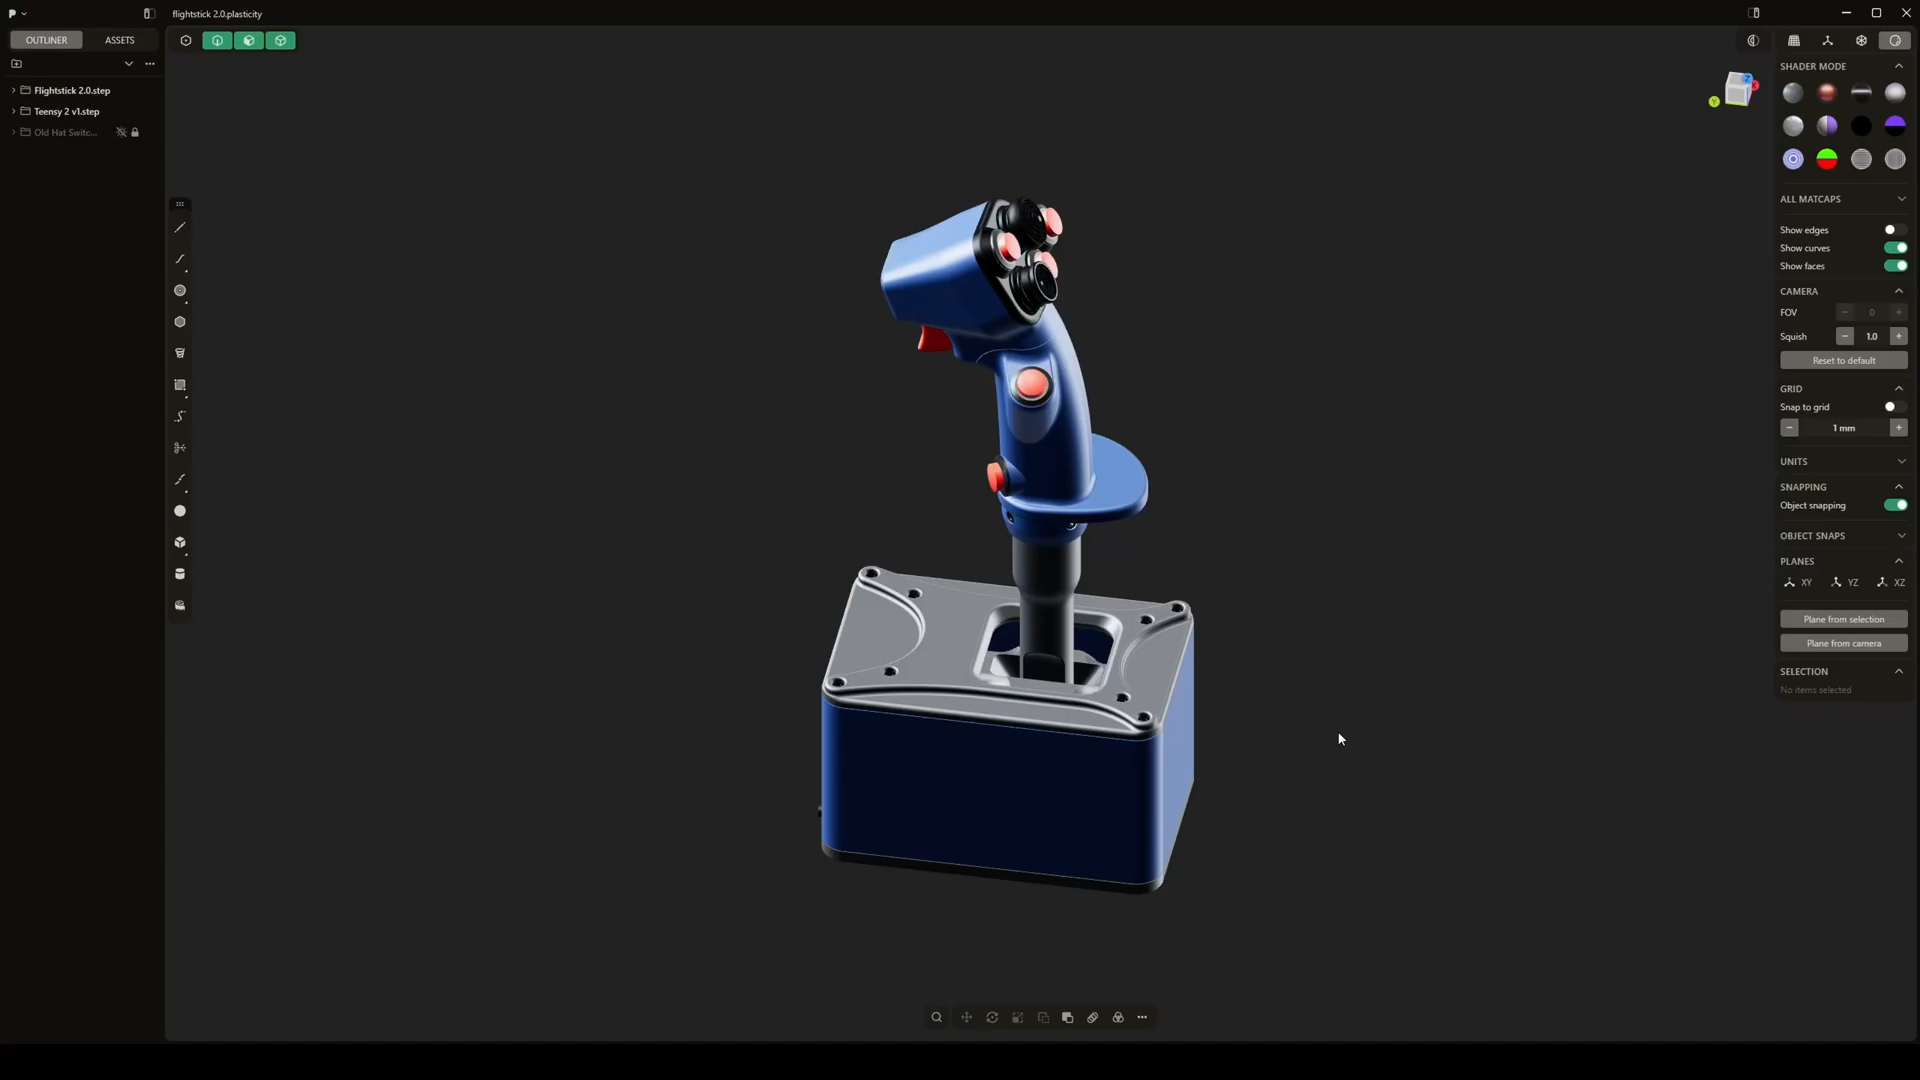 flightstick 2.0.plasticity
OUTLINER
ASSETS
Flightstick 2.0.step
Teensy 2 v1.step
Old Hat Switc...
Z
X
Y
SHADER MODE
ALL MATCAPS
Show edges
Show curves
Show faces
CAMERA
FOV
0
Squish
1.0
Reset to default
GRID
Snap to grid
1 mm
UNITS
SNAPPING
Object snapping
OBJECT SNAPS
PLANES
XY
YZ
XZ
Plane from selection
Plane from camera
SELECTION
No items selected